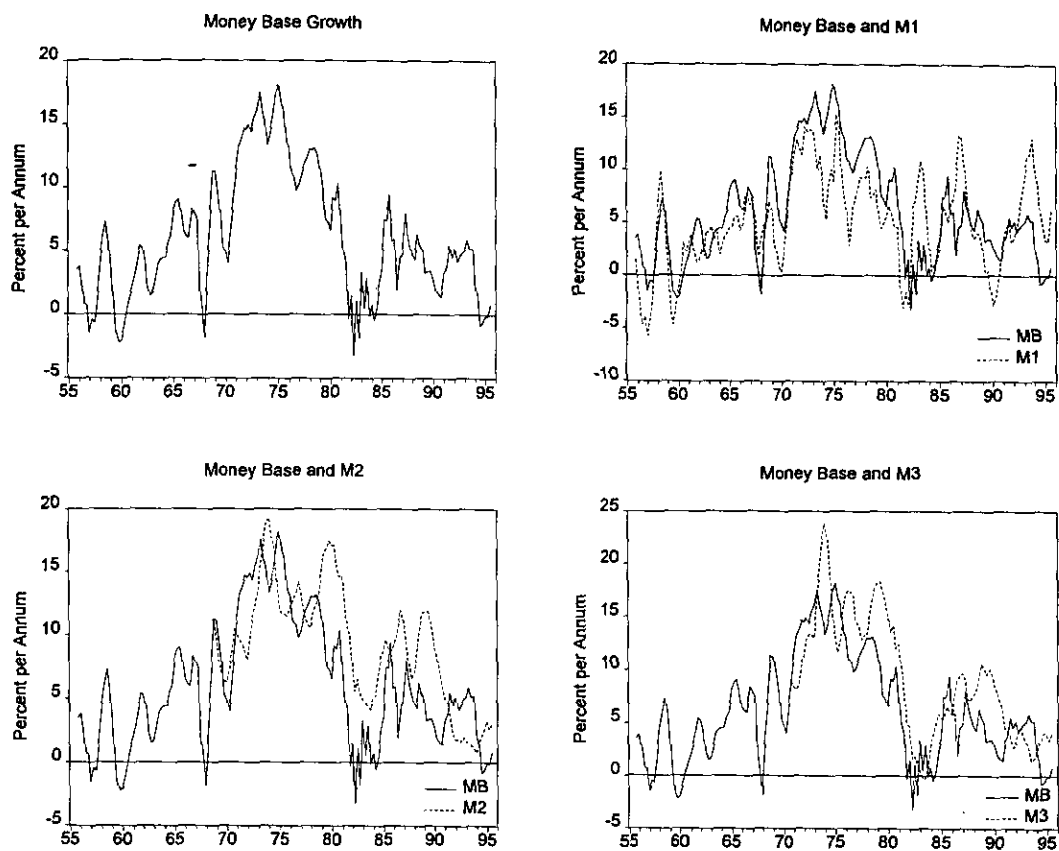 Money Base Growth
Percent per Annum
20
15
10
5
0
-5
55 60 65 70 75 80 85 90 95
Money Base and M1
Percent per Annum
20
15
10
5
0
-5
-10
MB
M1
55 60 65 70 75 80 85 90 95
Money Base and M2
Percent per Annum
20
15
10
5
0
-5
MB
M2
55 60 65 70 75 80 85 90 95
Money Base and M3
Percent per Annum
25
20
15
10
5
0
-5
MB
M3
55 60 65 70 75 80 85 90 95